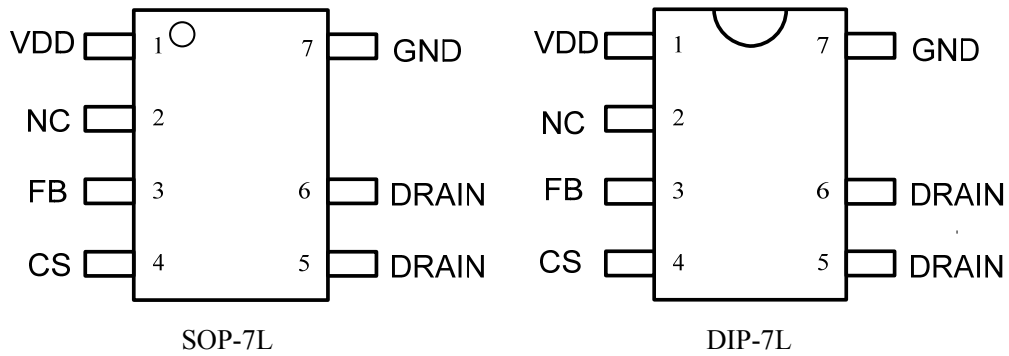 VDD 1 7 GND
NC 2
FB 3 6 DRAIN
CS 4 5 DRAIN
SOP-7L
VDD 1 7 GND
NC 2
FB 3 6 DRAIN
CS 4 5 DRAIN
DIP-7L